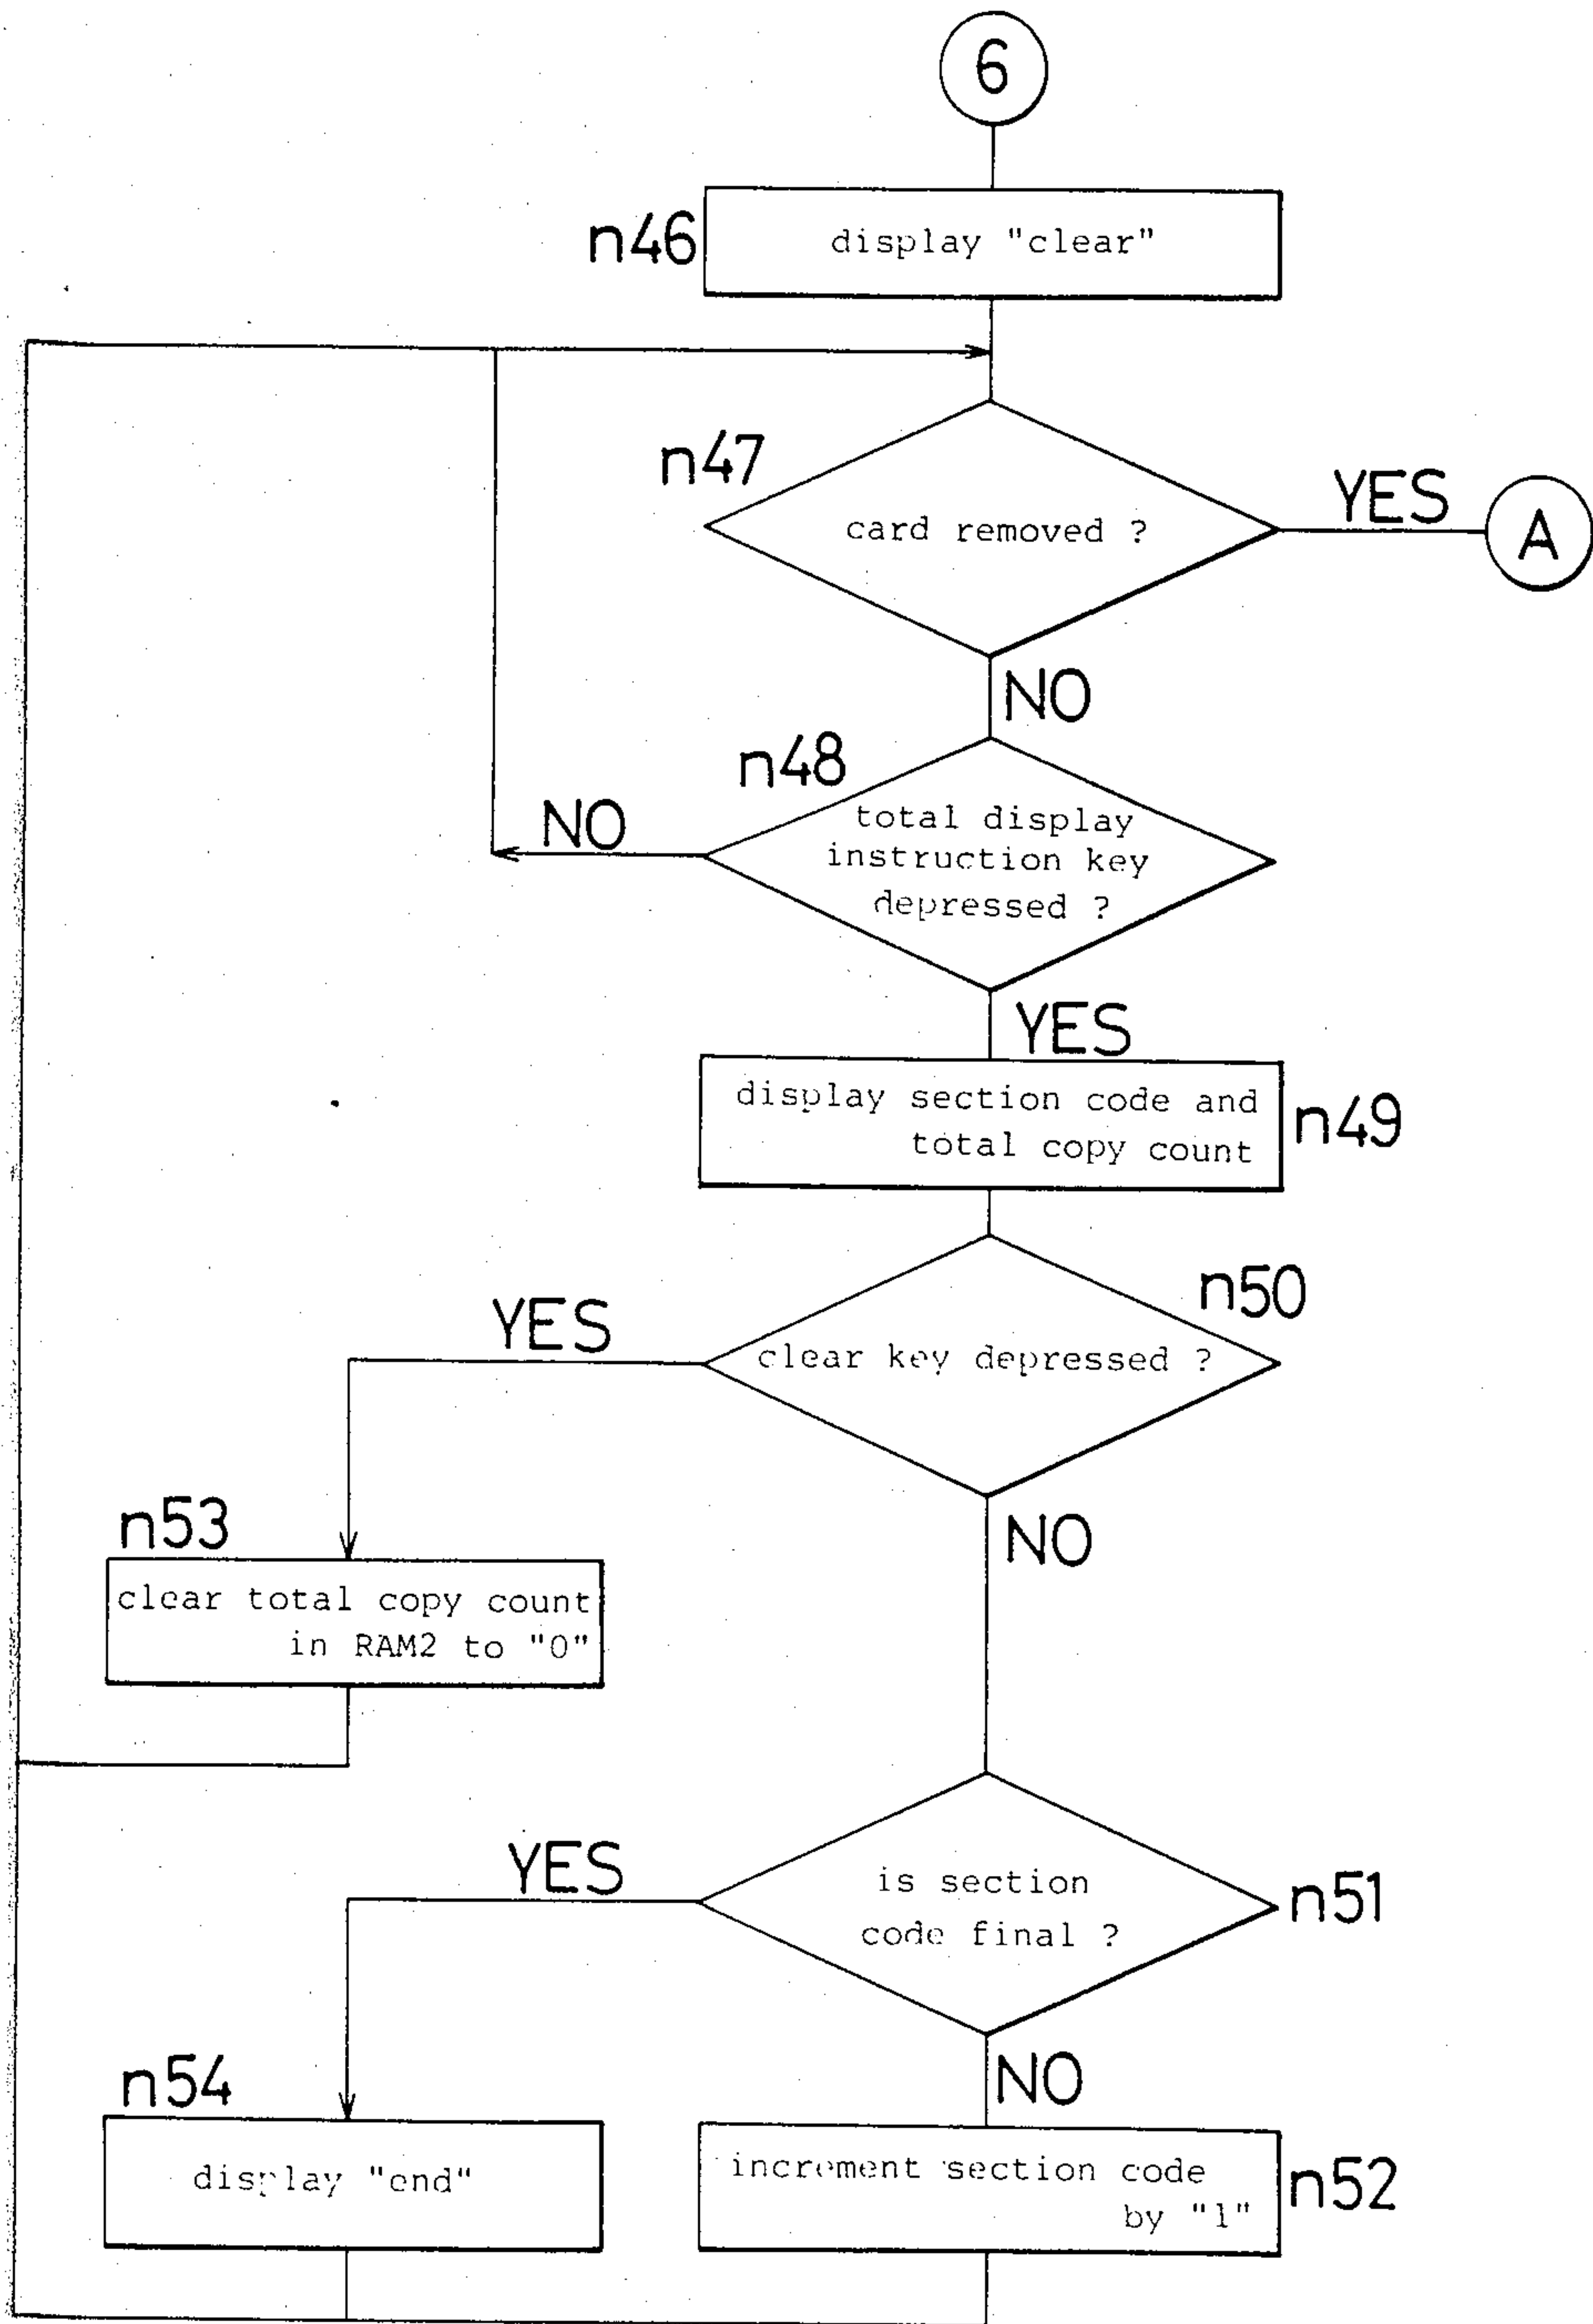 6
n46
display "clear"
n47
card removed ?
YES
A
NO
n48
total display
instruction key
depressed ?
NO
YES
display section code and
total copy count
n49
n50
clear key depressed ?
YES
NO
n53
clear total copy count
in RAM2 to "0"
is section
code final ?
n51
YES
NO
n54
display "end"
increment section code
by "1"
n52